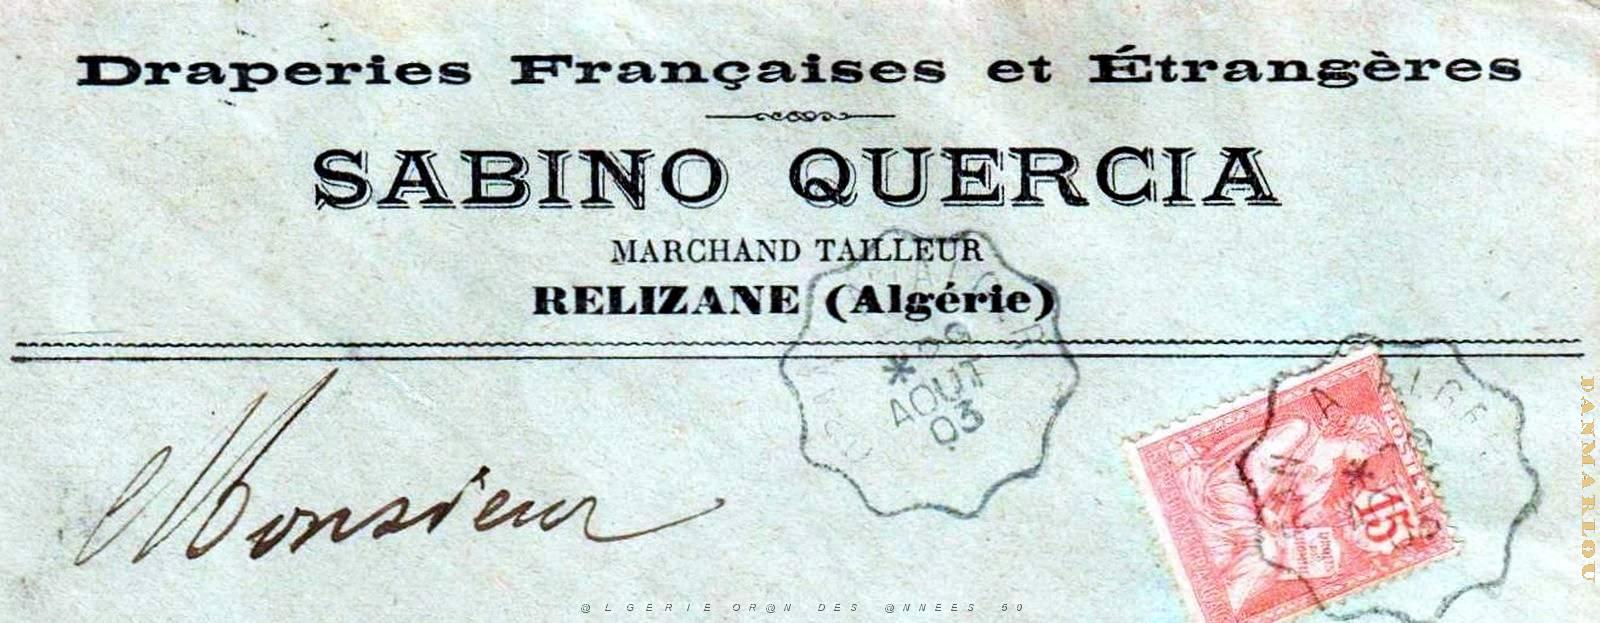 Draperies Françaises et Étrangères
SABINO QUERCIA
MARCHAND TAILLEUR
RELIZANE (Algérie)
AOUT
03
Monsieur
POSTES
15
DANMARLOU
@LGERIE OR@N DES @NNEES 50